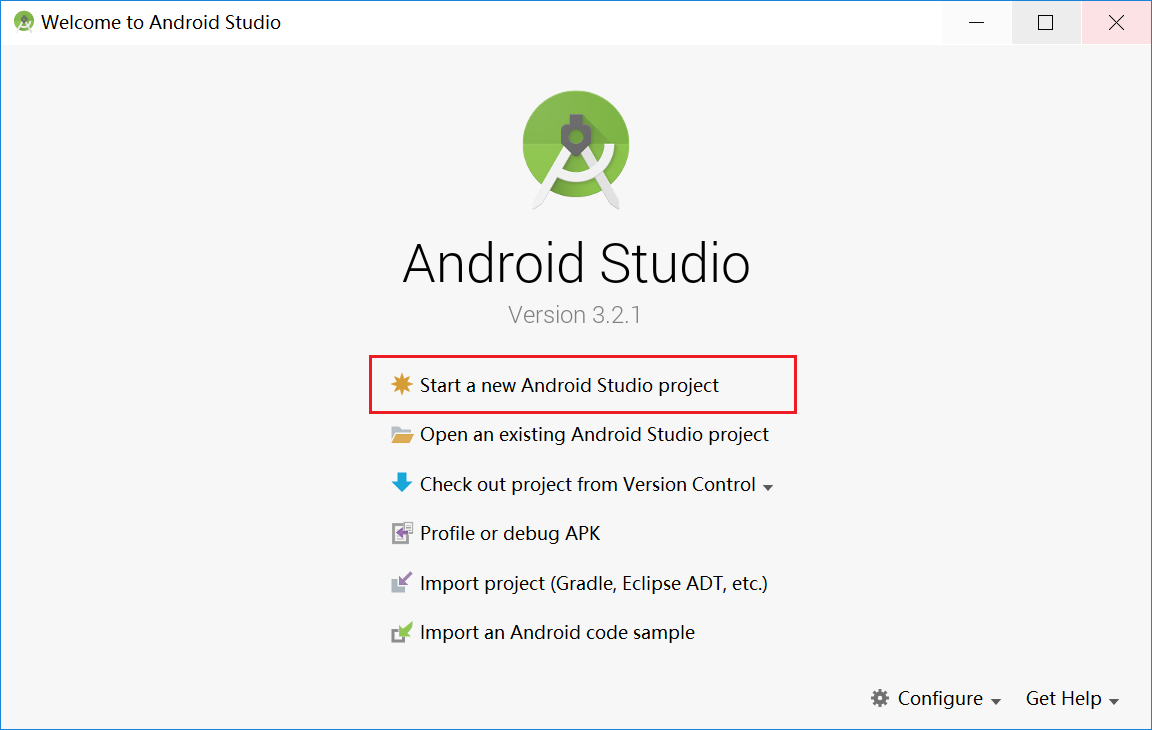 Welcome to Android Studio
Android Studio
Version 3.2.1
Start a new Android Studio project
Open an existing Android Studio project
Check out project from Version Control
Profile or debug APK
Import project (Gradle, Eclipse ADT, etc.)
Import an Android code sample
Configure Get Help